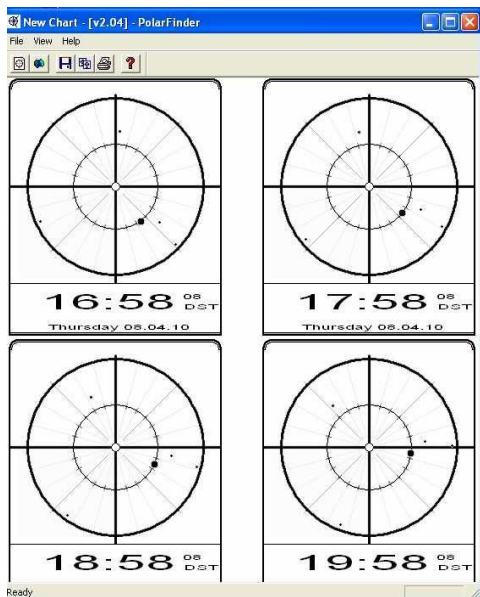 New Chart - [v2.04] - PolarFinder
File View Help
?
16:58 08 DST
Thursday 08.04.10
17:58 08 DST
Thursday 08.04.10
18:58 08 DST
19:58 08 DST
Ready